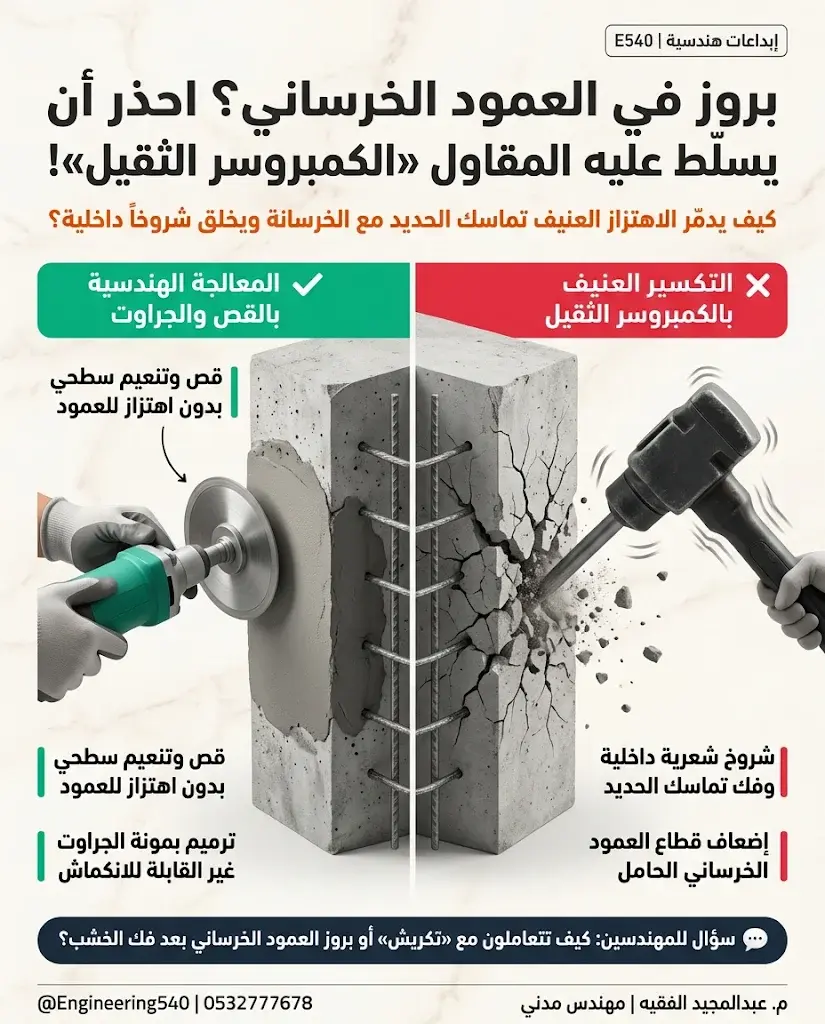 إبداعات هندسية | E540
بروز في العمود الخرساني؟ احذر أن
يسلّط عليه المقاول «الكمبروسر الثقيل»!
كيف يدمّر الاهتزاز العنيف تماسك الحديد مع الخرسانة ويخلق شروخاً داخلية؟
التكسير العنيف
بالكمبروسر الثقيل
المعالجة الهندسية
بالقص والجراوت
قص وتنعيم سطحي
بدون اهتزاز للعمود
شروخ شعرية داخلية
وفك تماسك الحديد
إضعاف قطاع العمود
الخرساني الحامل
قص وتنعيم سطحي
بدون اهتزاز للعمود
ترميم بمونة الجراوت
غير القابلة للانكماش
سؤال للمهندسين: كيف تتعاملون مع «تكريش» أو بروز العمود الخرساني بعد فك الخشب؟
م. عبدالمجيد الفقيه | مهندس مدني
@Engineering540 | 0532777678